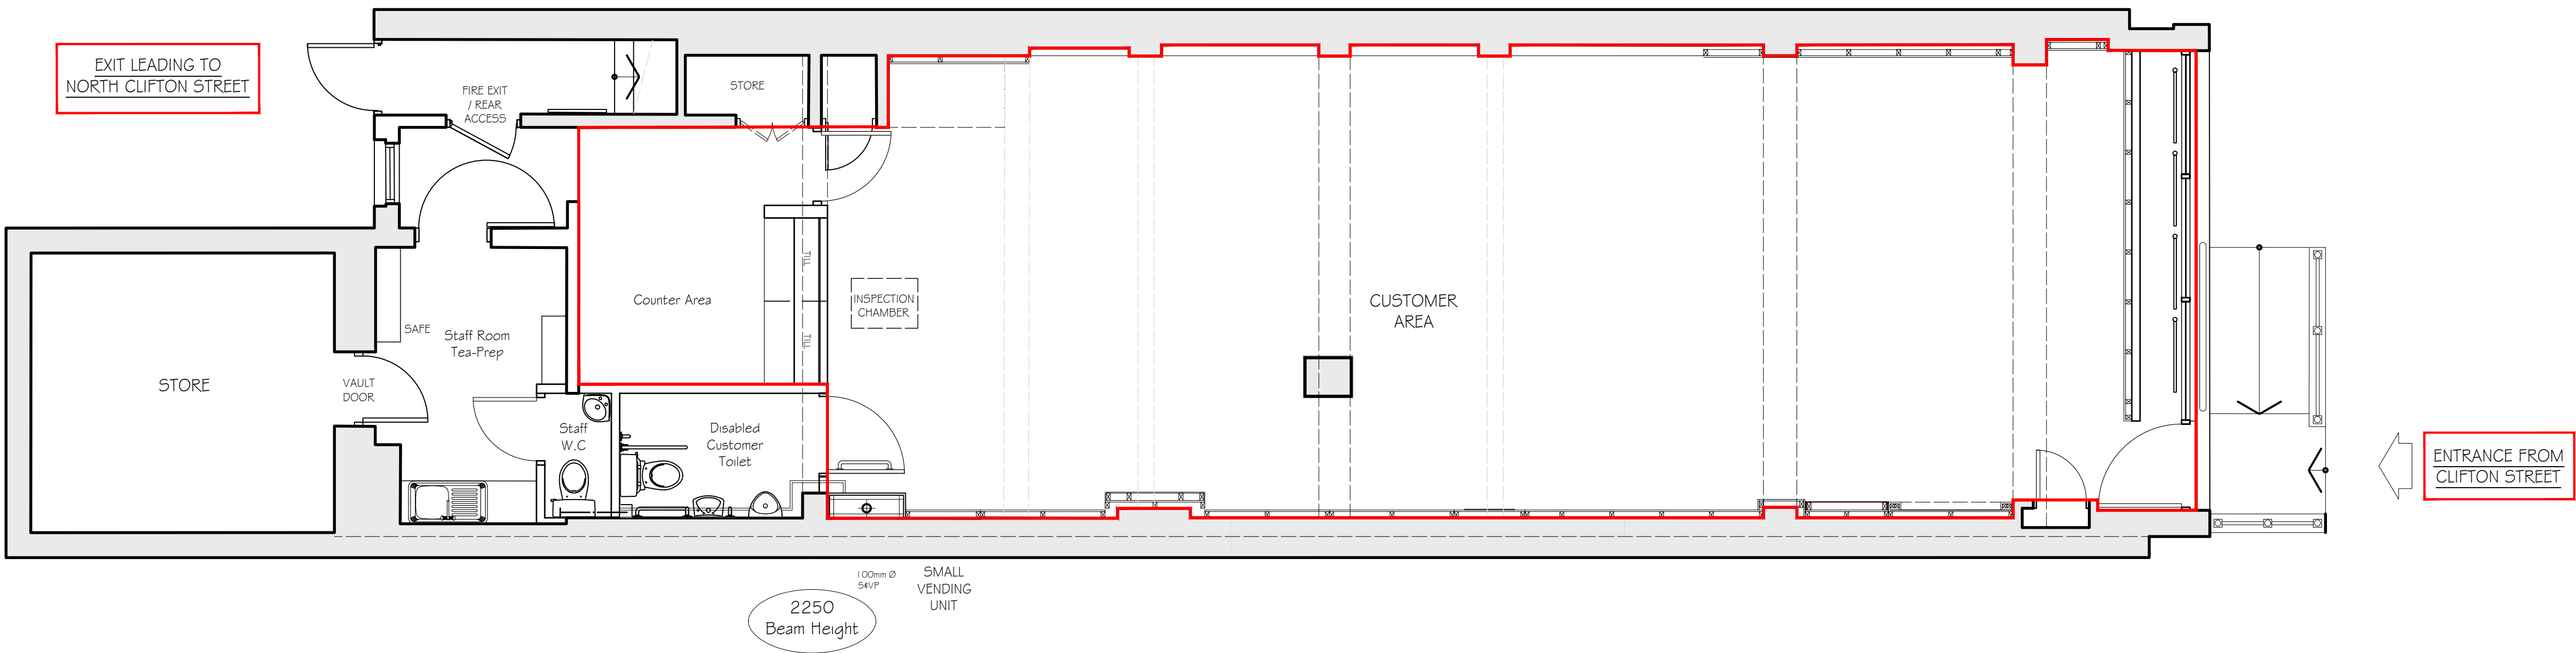 EXIT LEADING TO
NORTH CLIFTON STREET
FIRE EXIT
/ REAR
ACCESS
STORE
TILL
Counter Area
INSPECTION
CHAMBER
CUSTOMER
AREA
SAFE
Staff Room
Tea-Prep
TILL
STORE
VAULT
DOOR
Staff
W.C
Disabled
Customer
Toilet
ENTRANCE FROM
CLIFTON STREET
100mm Ø
S&VP
SMALL
VENDING
UNIT
2250
Beam Height